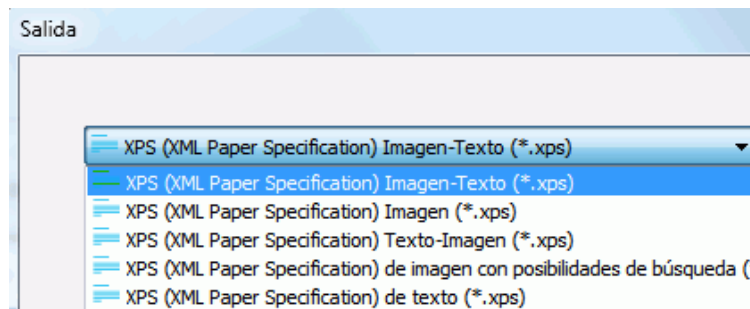 Salida
XPS (XML Paper Specification) Imagen-Texto (*.xps)
XPS (XML Paper Specification) Imagen-Texto (*.xps)
XPS (XML Paper Specification) Imagen (*.xps)
XPS (XML Paper Specification) Texto-Imagen (*.xps)
XPS (XML Paper Specification) de imagen con posibilidades de búsqueda (
XPS (XML Paper Specification) de texto (*.xps)